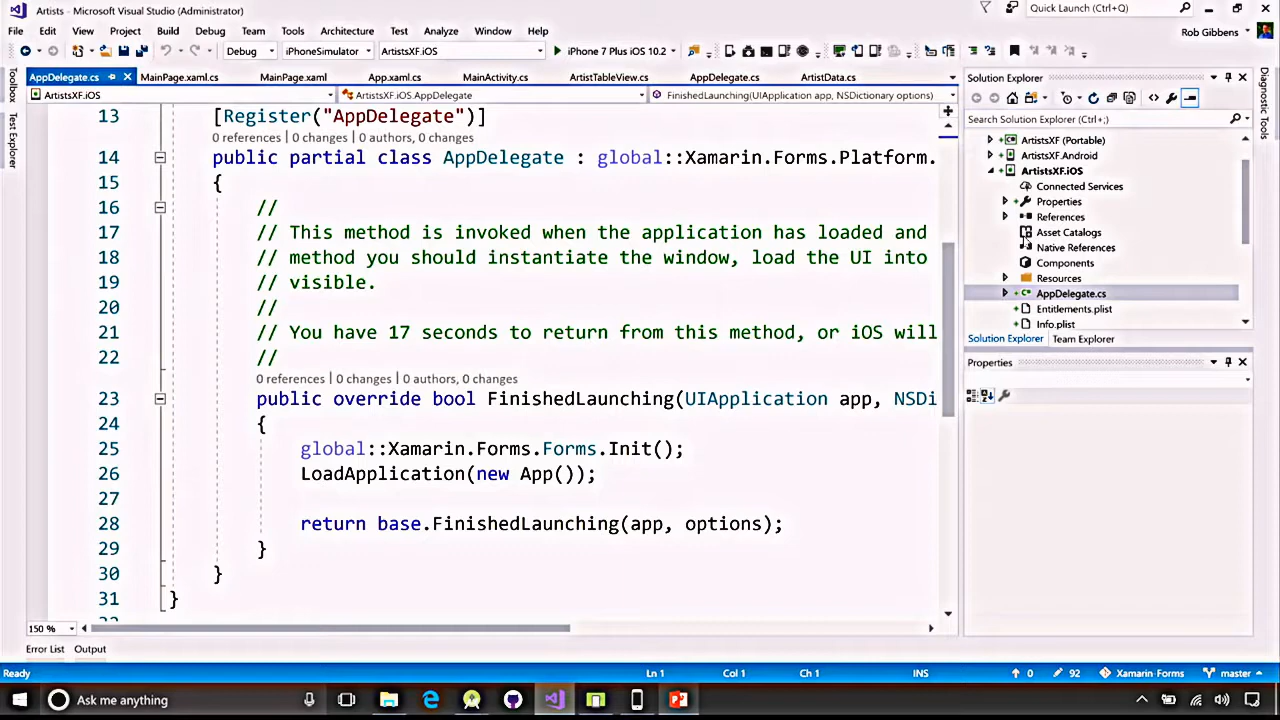 Artists - Microsoft Visual Studio (Administrator)
Quick Launch (Ctrl+Q)
File Edit View Project Build Debug Team Tools Architecture Test Analyze Window Help
Rob Gibbens
Debug iPhoneSimulator ArtistsXF.iOS iPhone 7 Plus iOS 10.2
AppDelegate.cs MainPage.xaml.cs MainPage.xaml App.xaml.cs MainActivity.cs ArtistTableView.cs AppDelegate.cs ArtistData.cs
ArtistsXF.iOS ArtistsXF.iOS.AppDelegate FinishedLaunching(UIApplication app, NSDictionary options)
Toolbox
Test Explorer
13 [Register("AppDelegate")]
0 references | 0 changes | 0 authors, 0 changes
14 public partial class AppDelegate : global::Xamarin.Forms.Platform.
15 {
16 //
17 // This method is invoked when the application has loaded and
18 // method you should instantiate the window, load the UI into
19 // visible.
20 //
21 // You have 17 seconds to return from this method, or iOS will
22 //
0 references | 0 changes | 0 authors, 0 changes
23 public override bool FinishedLaunching(UIApplication app, NSDi
24 {
25 global::Xamarin.Forms.Forms.Init();
26 LoadApplication(new App());
27
28 return base.FinishedLaunching(app, options);
29 }
30 }
31 }
150 %
Error List Output
Solution Explorer
Search Solution Explorer (Ctrl+;)
ArtistsXF (Portable)
ArtistsXF.Android
ArtistsXF.iOS
Connected Services
Properties
References
Asset Catalogs
Native References
Components
Resources
AppDelegate.cs
Entitlements.plist
Info.plist
Solution Explorer Team Explorer
Properties
Diagnostic Tools
Ready Ln 1 Col 1 Ch 1 INS 0 92 Xamarin-Forms master
Ask me anything